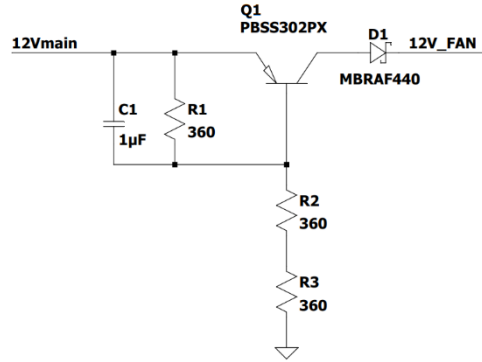 Q1
PBSS302PX
12Vmain
D1
12V_FAN
MBRAF440
C1
1µF
R1
360
R2
360
R3
360